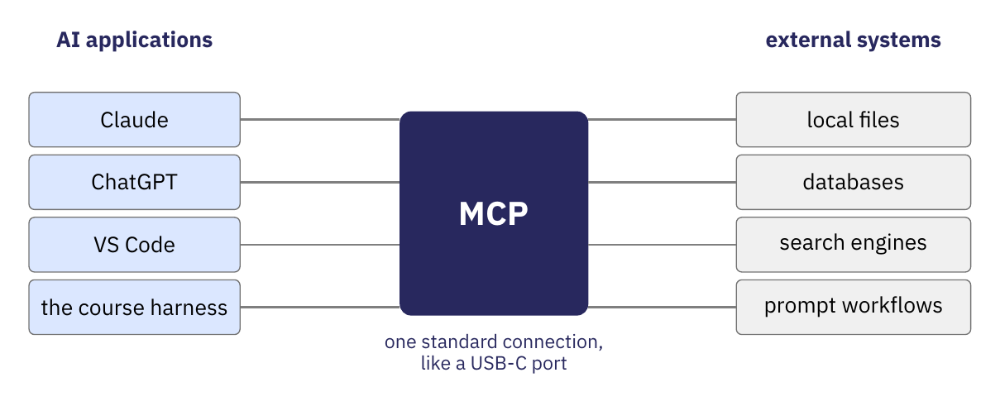 AI applications
external systems
Claude
local files
ChatGPT
databases
MCP
VS Code
search engines
the course harness
prompt workflows
one standard connection,
like a USB-C port